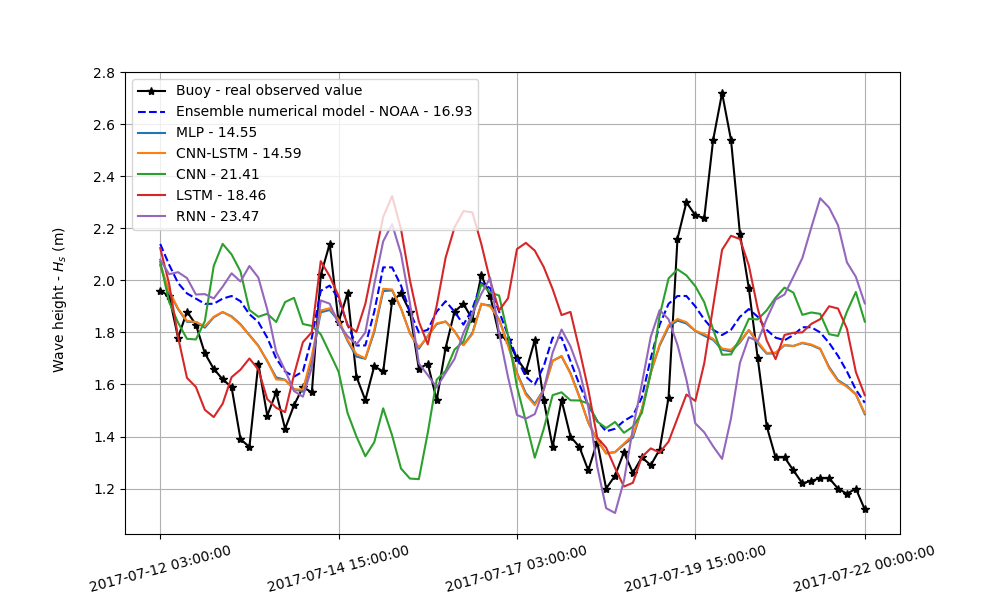 2.8
2.6
2.4
2.2
2.0
1.8
1.6
1.4
1.2
Wave height - Hs (m)
Buoy - real observed value
Ensemble numerical model - NOAA - 16.93
MLP - 14.55
CNN-LSTM - 14.59
CNN - 21.41
LSTM - 18.46
RNN - 23.47
2017-07-12 03:00:00
2017-07-14 15:00:00
2017-07-17 03:00:00
2017-07-19 15:00:00
2017-07-22 00:00:00